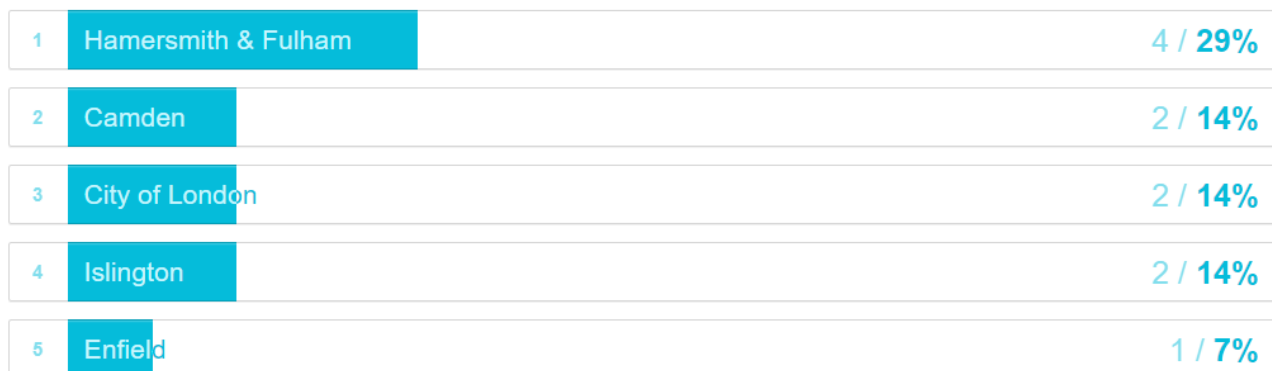 1 Hamersmith & Fulham 4 / 29%
2 Camden 2 / 14%
3 City of London 2 / 14%
4 Islington 2 / 14%
5 Enfield 1 / 7%